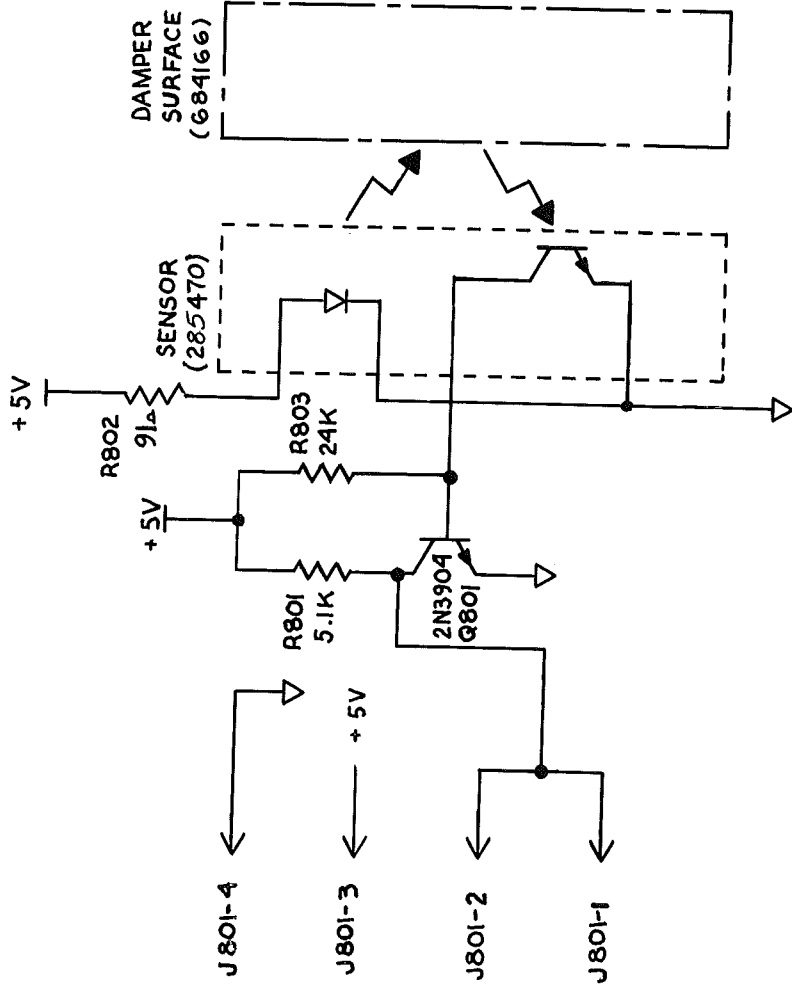 DAMPER
SURFACE
(684166)
SENSOR
(285470)
+5V
R802
91Ω
+5V
R803
24K
R801
5.1K
2N3904
Q801
+5V
J801-4
J801-3
J801-2
J801-1